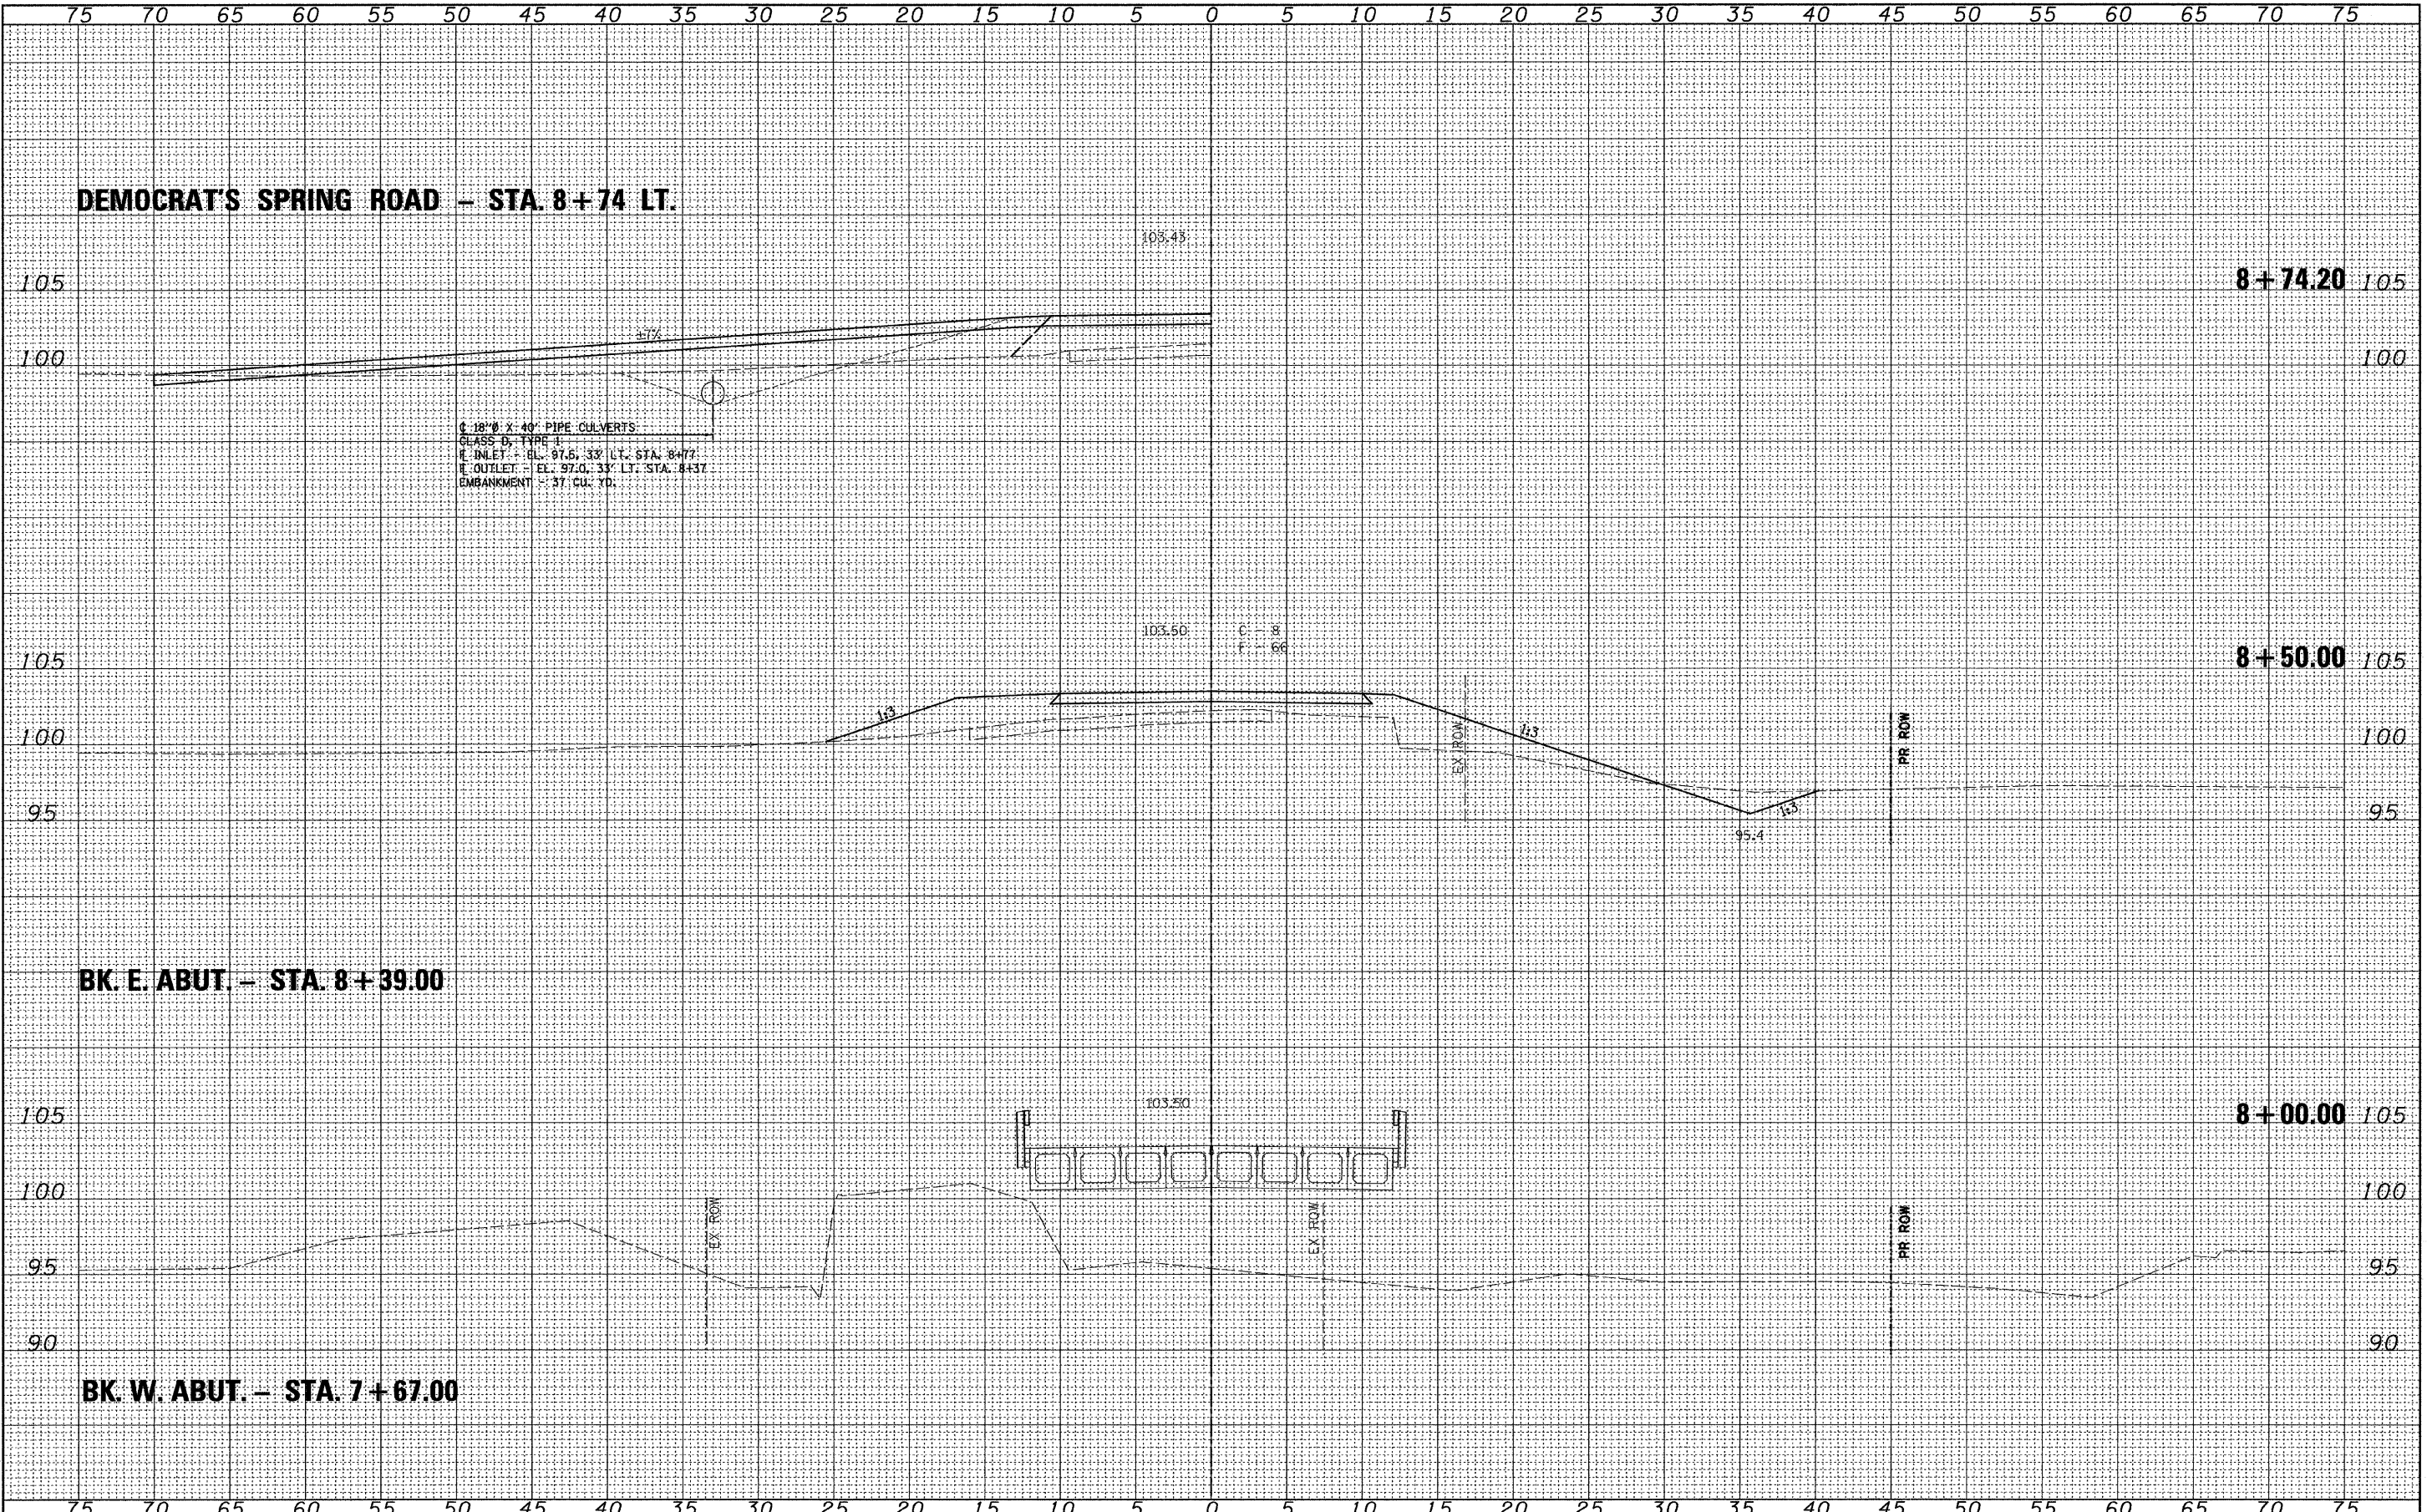 75 70 65 60 55 50 45 40 35 30 25 20 15 10 5 0 5 10 15 20 25 30 35 40 45 50 55 60 65 70 75
DEMOCRAT'S SPRING ROAD – STA. 8+74 LT.
103.43
105 8+74.20 105
±7%
100 100
℄ 18"Ø X 40' PIPE CULVERTS
CLASS D, TYPE 1
FL INLET - EL. 97.5, 33' LT. STA. 8+77
FL OUTLET - EL. 97.0, 33' LT. STA. 8+37
EMBANKMENT - 37 CU. YD.
103.50 C - 8
F - 66
105 8+50.00 105
1:3
1:3
EX ROW
PR ROW
100 100
1:3
95 95
95.4
BK. E. ABUT. – STA. 8+39.00
103.50
105 8+00.00 105
100 100
EX ROW
EX ROW
PR ROW
95 95
90 90
BK. W. ABUT. – STA. 7+67.00
75 70 65 60 55 50 45 40 35 30 25 20 15 10 5 0 5 10 15 20 25 30 35 40 45 50 55 60 65 70 75